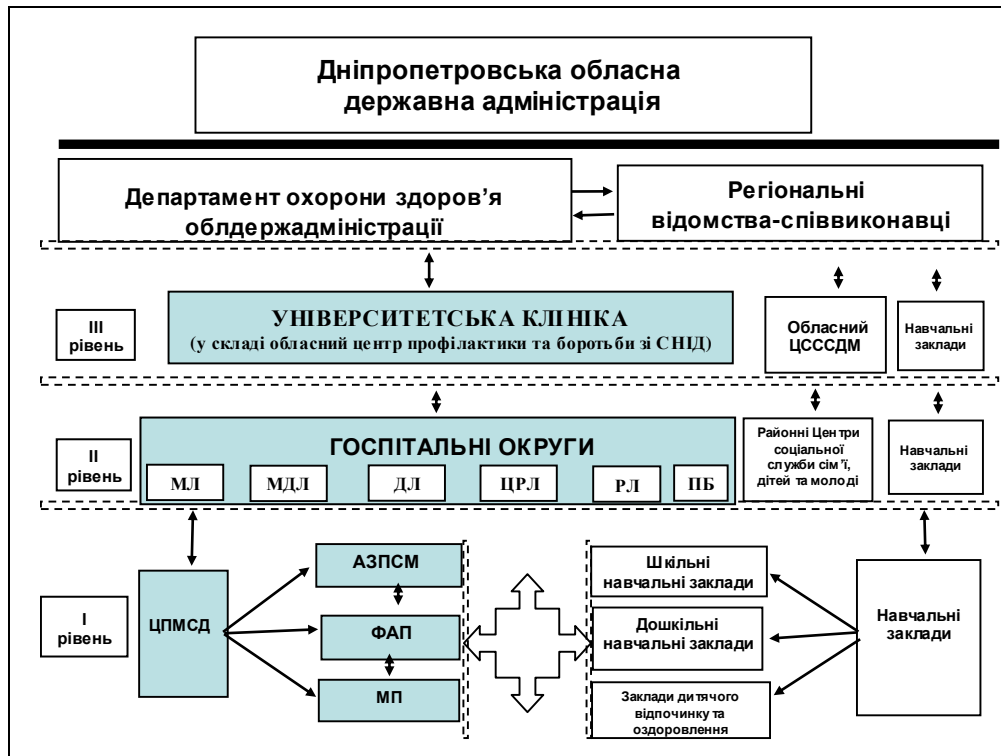 Дніпропетровська обласна
державна адміністрація
Департамент охорони здоров’я
облдержадміністрації
Регіональні
відомства-співвиконавці
III
рівень
УНІВЕРСИТЕТСЬКА КЛІНІКА
(у складі обласний центр профілактики та боротьби зі СНІД)
Обласний
ЦСССДМ
Навчальні
заклади
II
рівень
ГОСПІТАЛЬНІ ОКРУГИ
МЛ
МДЛ
ДЛ
ЦРЛ
РЛ
ПБ
Районні Центри
соціальної
служби сім’ї,
дітей та молоді
Навчальні
заклади
I
рівень
ЦПМСД
АЗПСМ
ФАП
МП
Шкільні
навчальні заклади
Дошкільні
навчальні заклади
Заклади дитячого
відпочинку та
оздоровлення
Навчальні
заклади